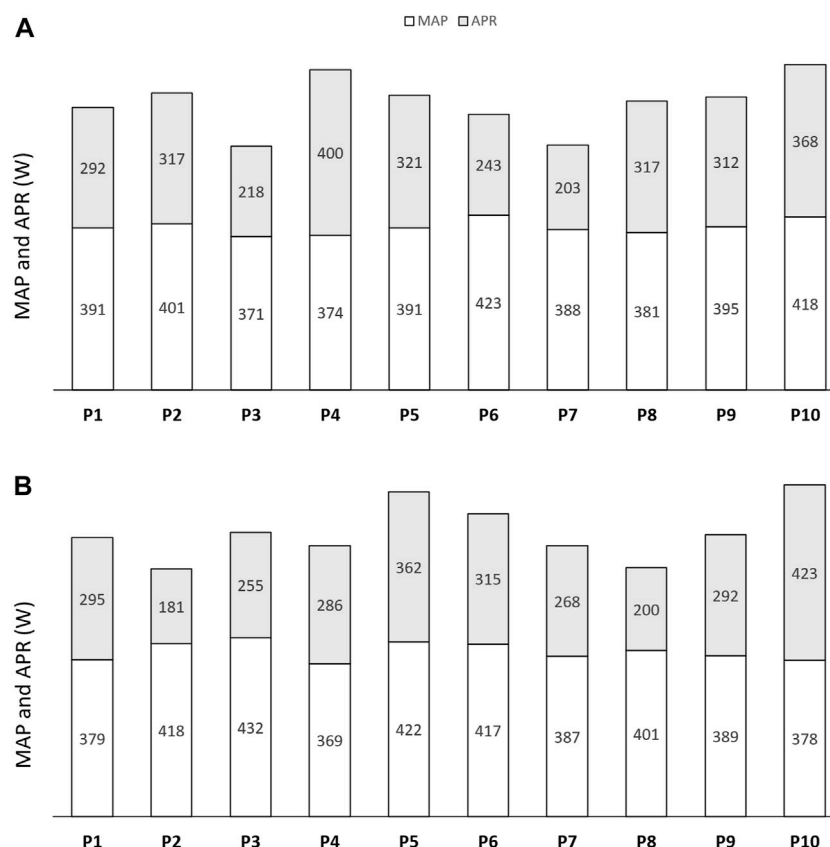 A
MAP APR
MAP and APR (W)
292 317 218 400 321 243 203 317 312 368
391 401 371 374 391 423 388 381 395 418
P1 P2 P3 P4 P5 P6 P7 P8 P9 P10
B
MAP and APR (W)
295 181 255 286 362 315 268 200 292 423
379 418 432 369 422 417 387 401 389 378
P1 P2 P3 P4 P5 P6 P7 P8 P9 P10